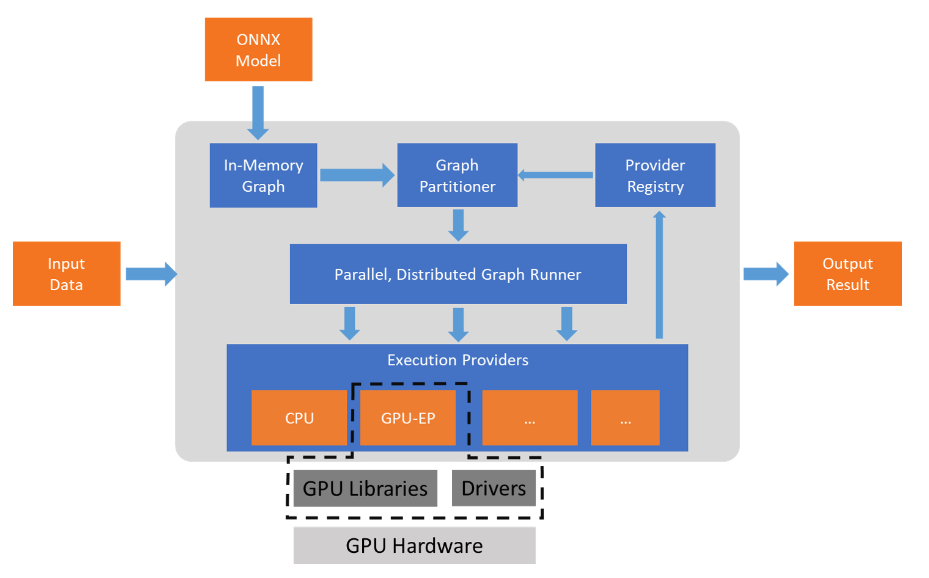 ONNX
Model
In-Memory
Graph
Graph
Partitioner
Provider
Registry
Input
Data
Parallel, Distributed Graph Runner
Output
Result
Execution Providers
CPU
GPU-EP
...
...
GPU Libraries
Drivers
GPU Hardware